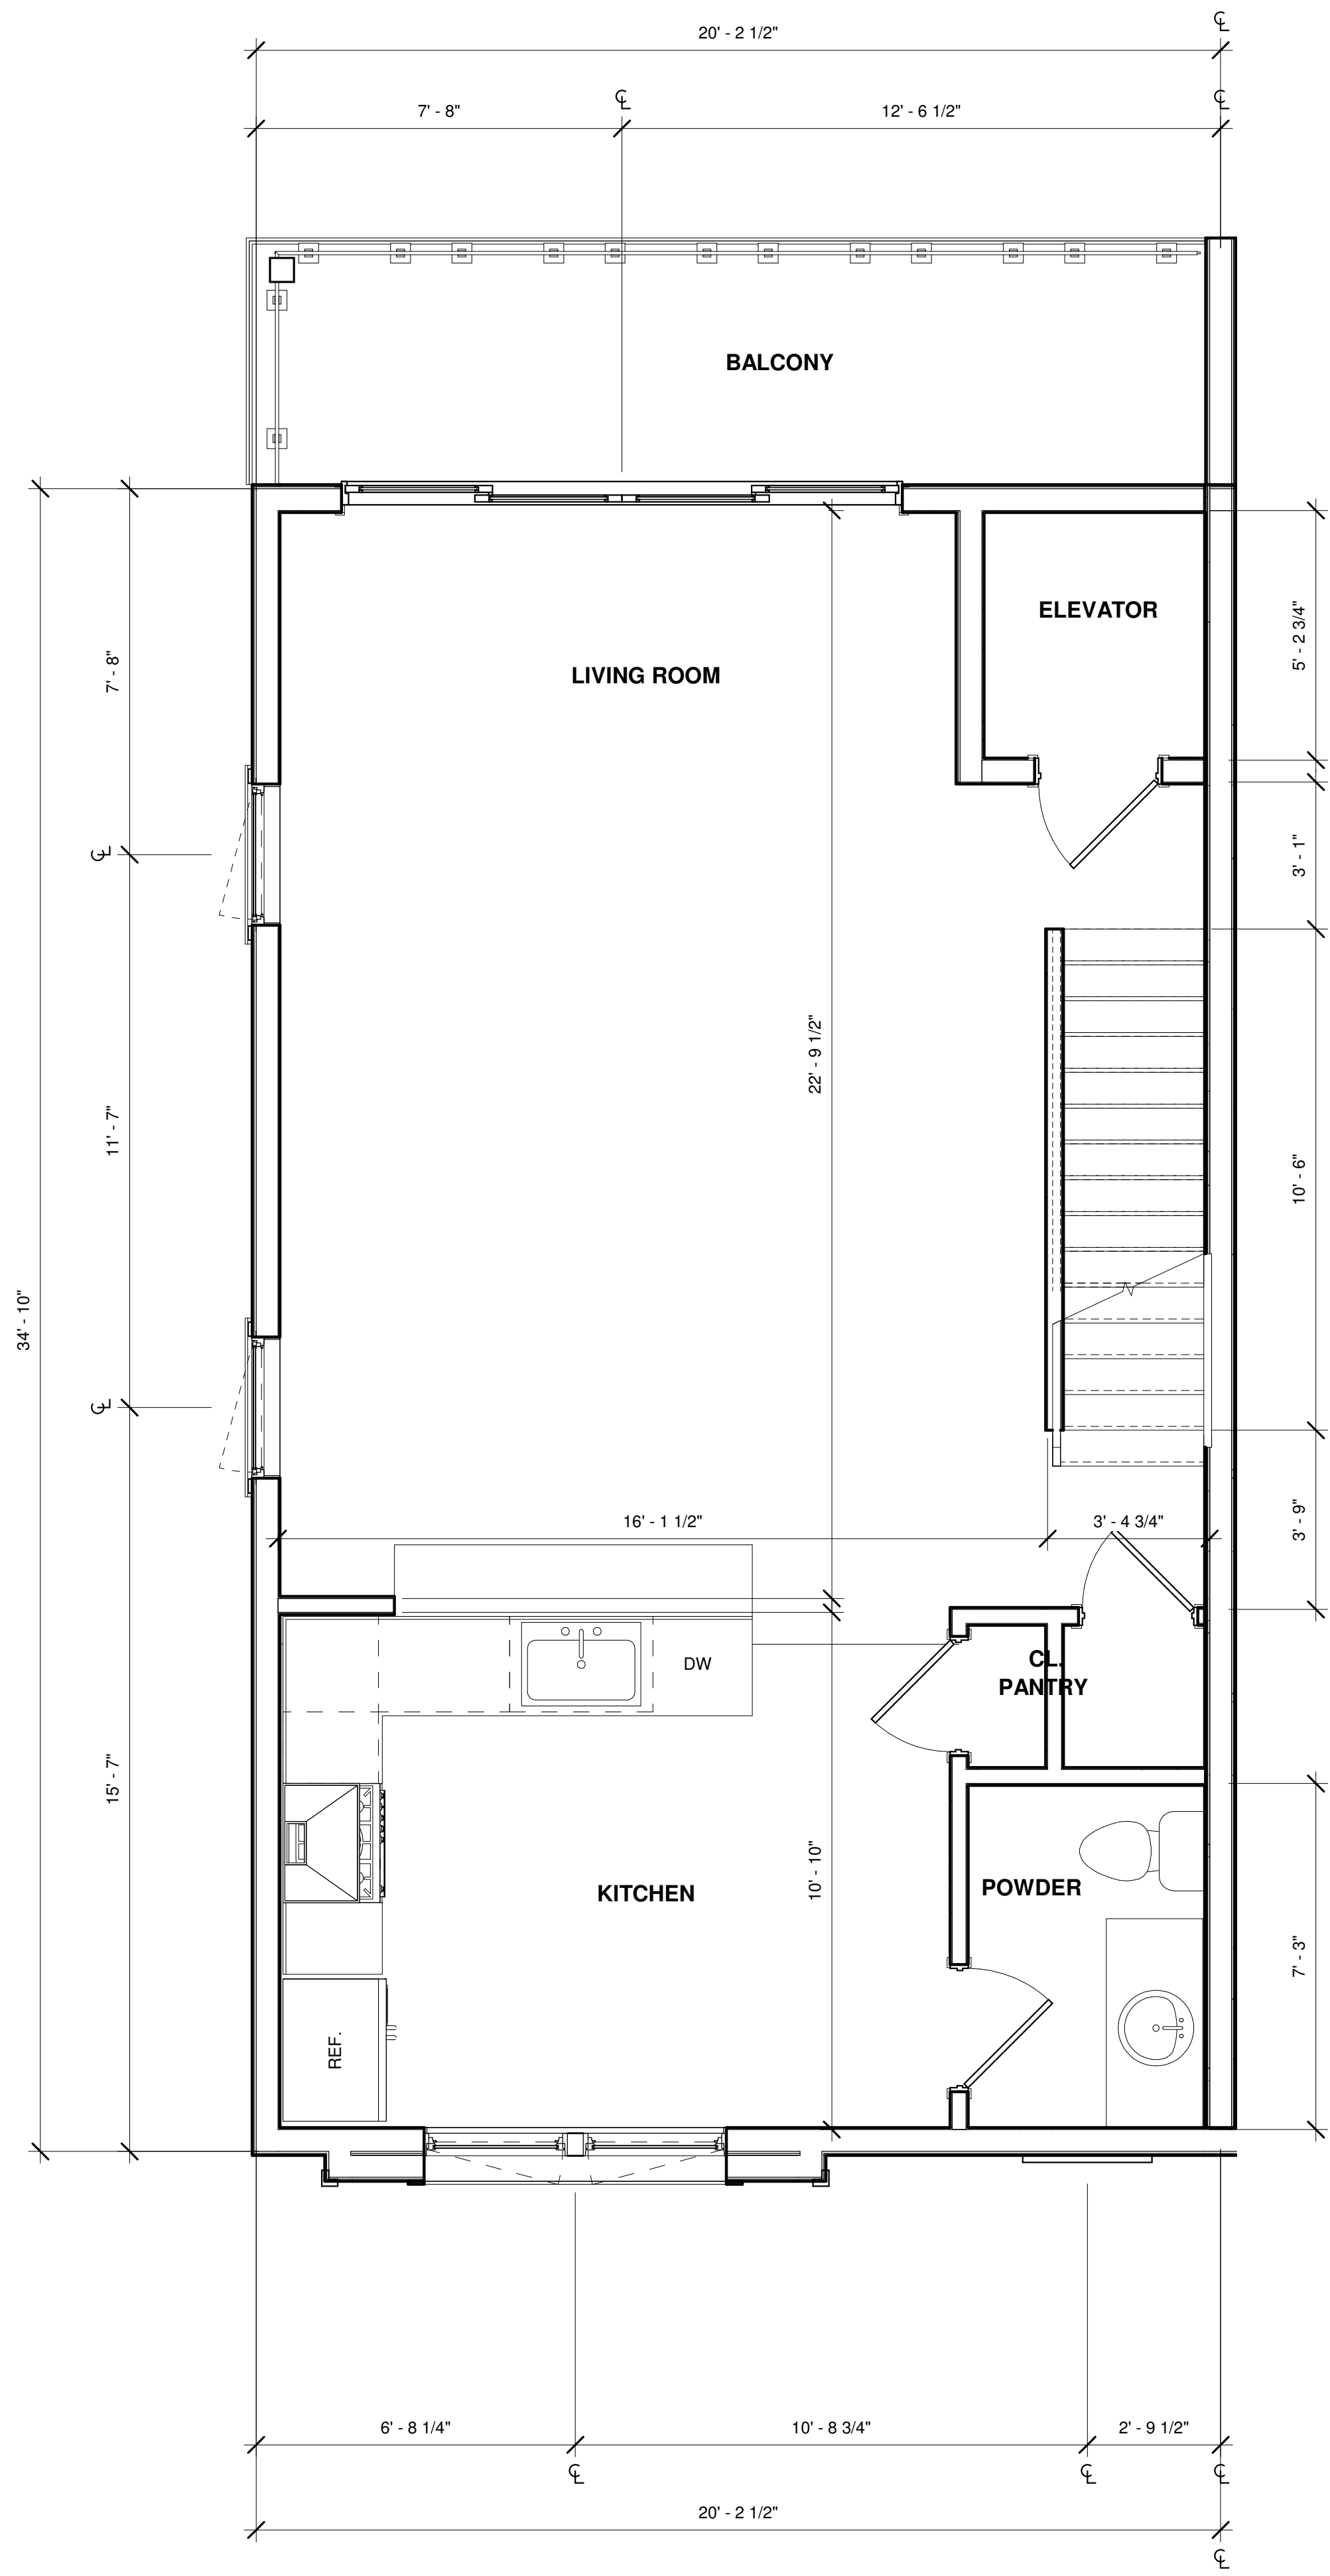 ℄
20' - 2 1/2"
℄
℄
7' - 8"
12' - 6 1/2"
BALCONY
ELEVATOR
5' - 2 3/4"
7' - 8"
LIVING ROOM
℄
3' - 1"
22' - 9 1/2"
11' - 7"
10' - 6"
34' - 10"
℄
16' - 1 1/2"
3' - 4 3/4"
3' - 9"
DW
CL.
PANTRY
15' - 7"
10' - 10"
KITCHEN
POWDER
7' - 3"
REF.
6' - 8 1/4"
10' - 8 3/4"
2' - 9 1/2"
℄
℄
℄
20' - 2 1/2"
℄